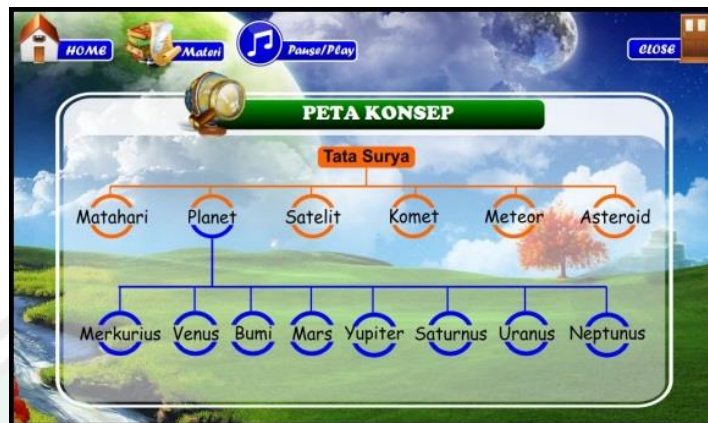 HOME Materi Pause/Play CLOSE
PETA KONSEP
Tata Surya
Matahari Planet Satelit Komet Meteor Asteroid
Merkurius Venus Bumi Mars Yupiter Saturnus Uranus Neptunus